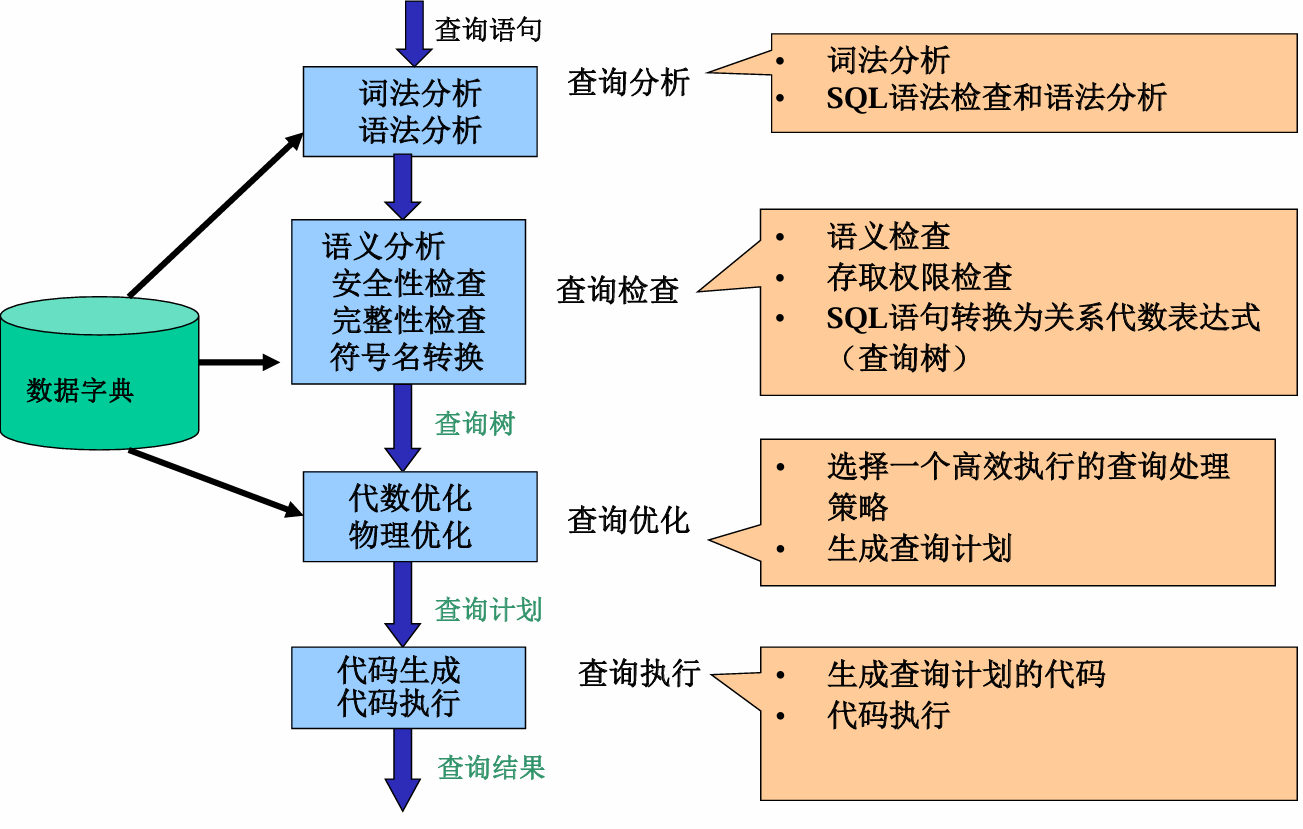 查询语句
词法分析
语法分析
查询分析
• 词法分析
• SQL语法检查和语法分析
语义分析
安全性检查
完整性检查
符号名转换
查询检查
• 语义检查
• 存取权限检查
• SQL语句转换为关系代数表达式
（查询树）
数据字典
查询树
代数优化
物理优化
查询优化
• 选择一个高效执行的查询处理
策略
• 生成查询计划
查询计划
代码生成
代码执行
查询执行
• 生成查询计划的代码
• 代码执行
查询结果